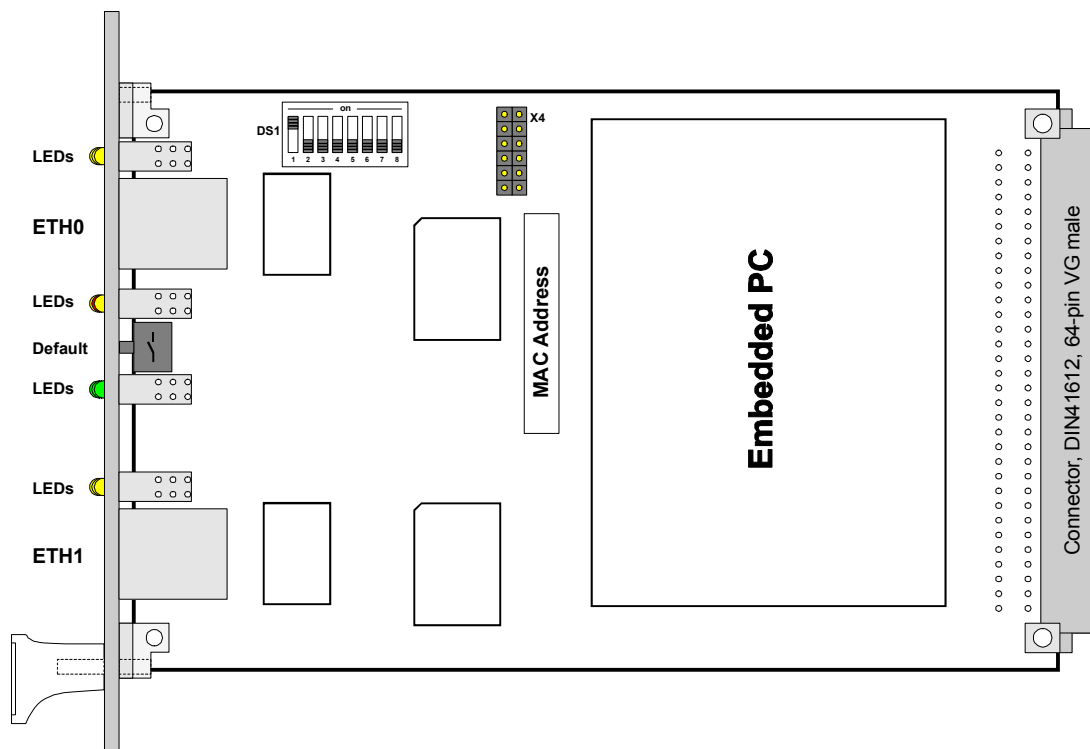 on
DS1
1 2 3 4 5 6 7 8
X4
LEDs
ETH0
LEDs
Default
LEDs
LEDs
ETH1
MAC Address
Embedded PC
Connector, DIN41612, 64-pin VG male